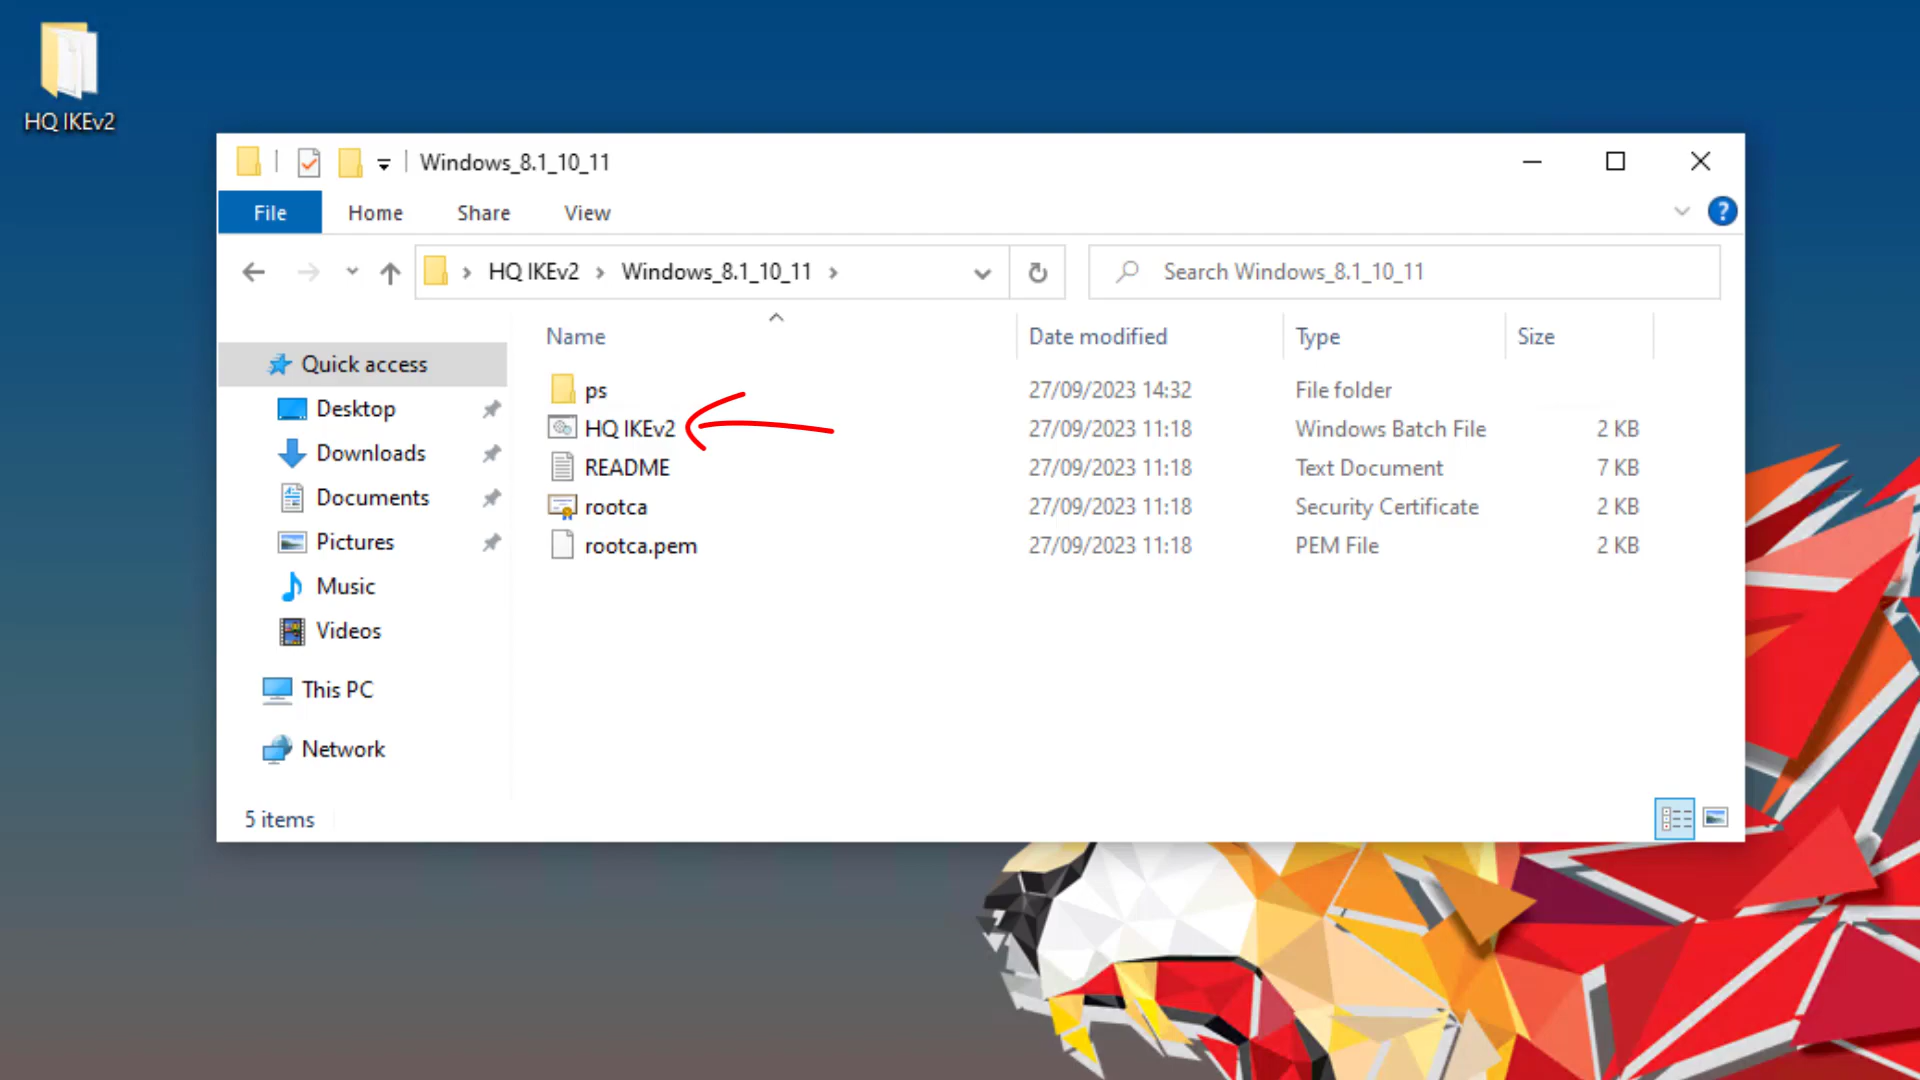 HQ IKEv2
Windows_8.1_10_11
File Home Share View
HQ IKEv2 Windows_8.1_10_11
Search Windows_8.1_10_11
Name Date modified Type Size
Quick access
Desktop
Downloads
Documents
Pictures
Music
Videos
This PC
Network
ps 27/09/2023 14:32 File folder
HQ IKEv2 27/09/2023 11:18 Windows Batch File 2 KB
README 27/09/2023 11:18 Text Document 7 KB
rootca 27/09/2023 11:18 Security Certificate 2 KB
rootca.pem 27/09/2023 11:18 PEM File 2 KB
5 items